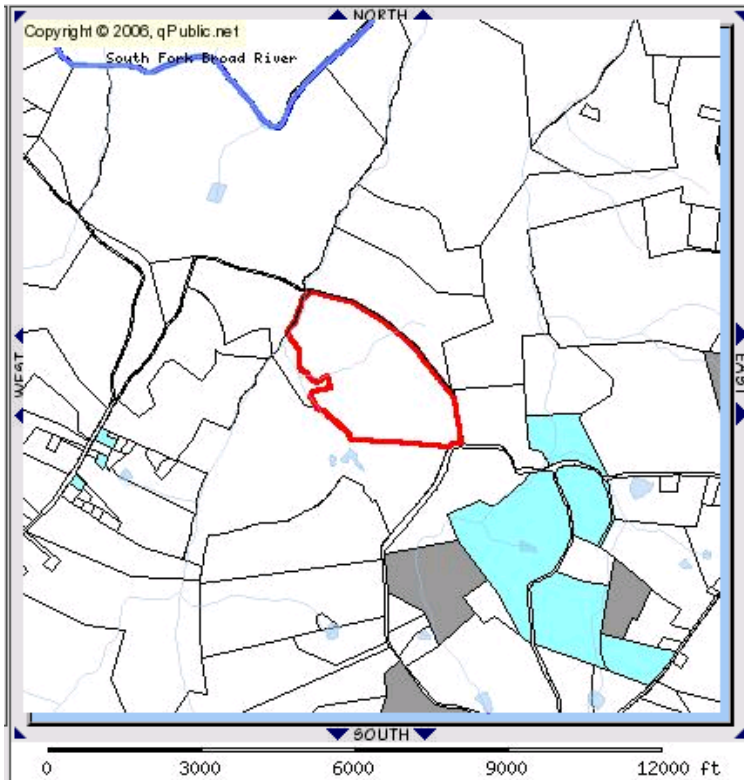 NORTH
Copyright © 2006, qPublic.net
South Fork Broad River
WEST
EAST
SOUTH
0 3000 6000 9000 12000 ft